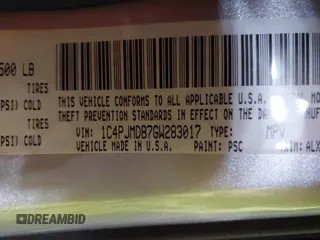 500 LB
TIRES
PSI) COLD
TIRES
PSI) COLD
THIS VEHICLE CONFORMS TO ALL APPLICABLE U.S.A.
THEFT PREVENTION STANDARDS IN EFFECT ON THE DA
VIN: 1C4PJMDB7GW283017 TYPE: MPV
VEHICLE MADE IN U.S.A. PAINT: PSC
DREAMBID